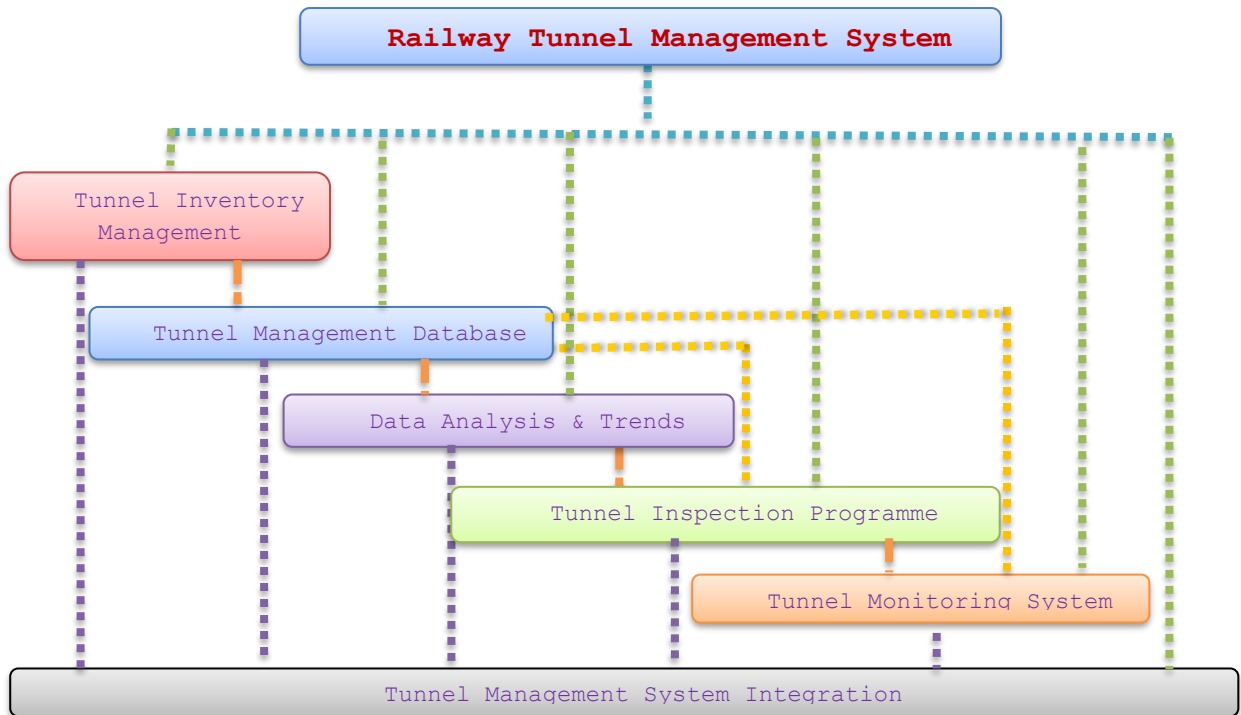 Railway Tunnel Management System
Tunnel Inventory
Management
Tunnel Management Database
Data Analysis & Trends
Tunnel Inspection Programme
Tunnel Monitoring System
Tunnel Management System Integration